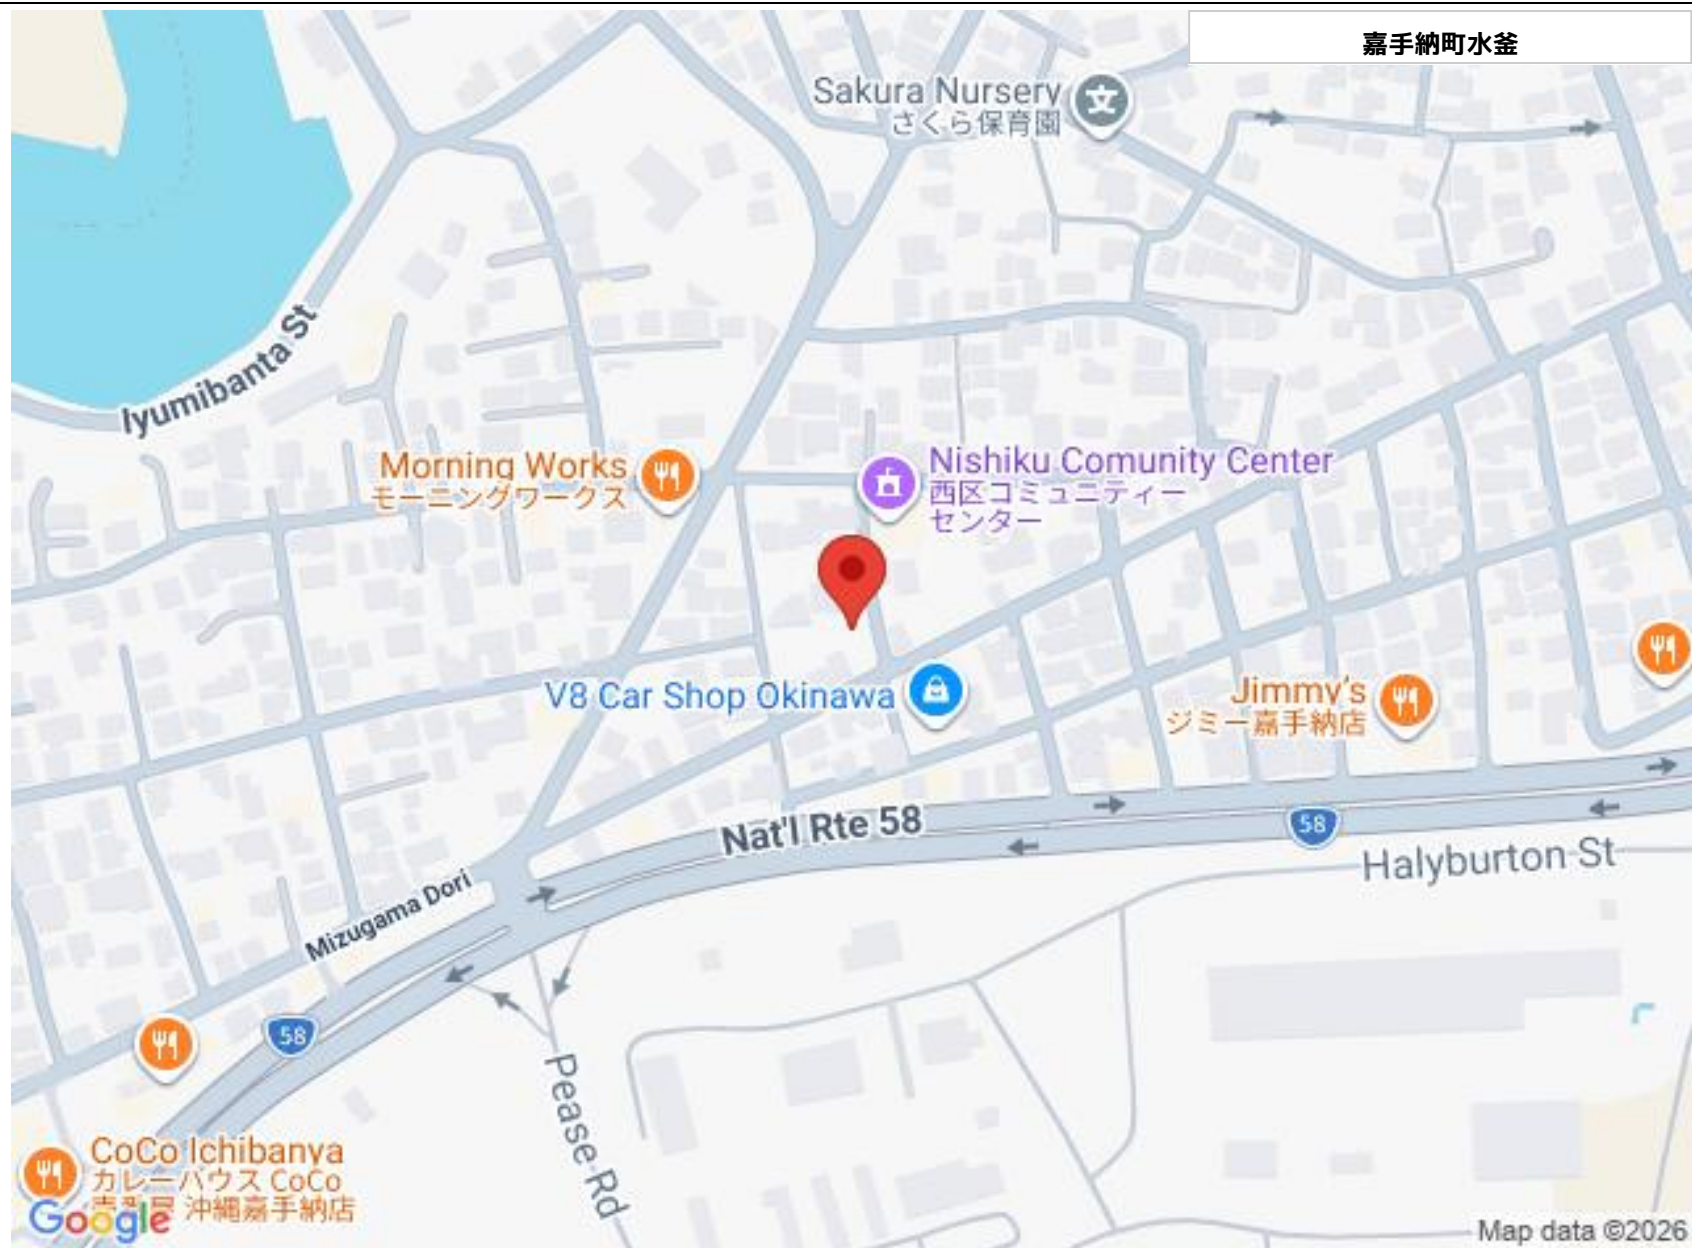 嘉手納町水釜
Sakura Nursery
さくら保育園
Iyumibanta St
Morning Works
モーニングワークス
Nishiku Comunity Center
西区コミュニティー
センター
V8 Car Shop Okinawa
Jimmy's
ジミー嘉手納店
Nat'l Rte 58
58
Halyburton St
Mizugama Dori
58
Pease Rd
CoCo Ichibanya
カレーハウス CoCo
沖縄嘉手納店
Google
Map data ©2026